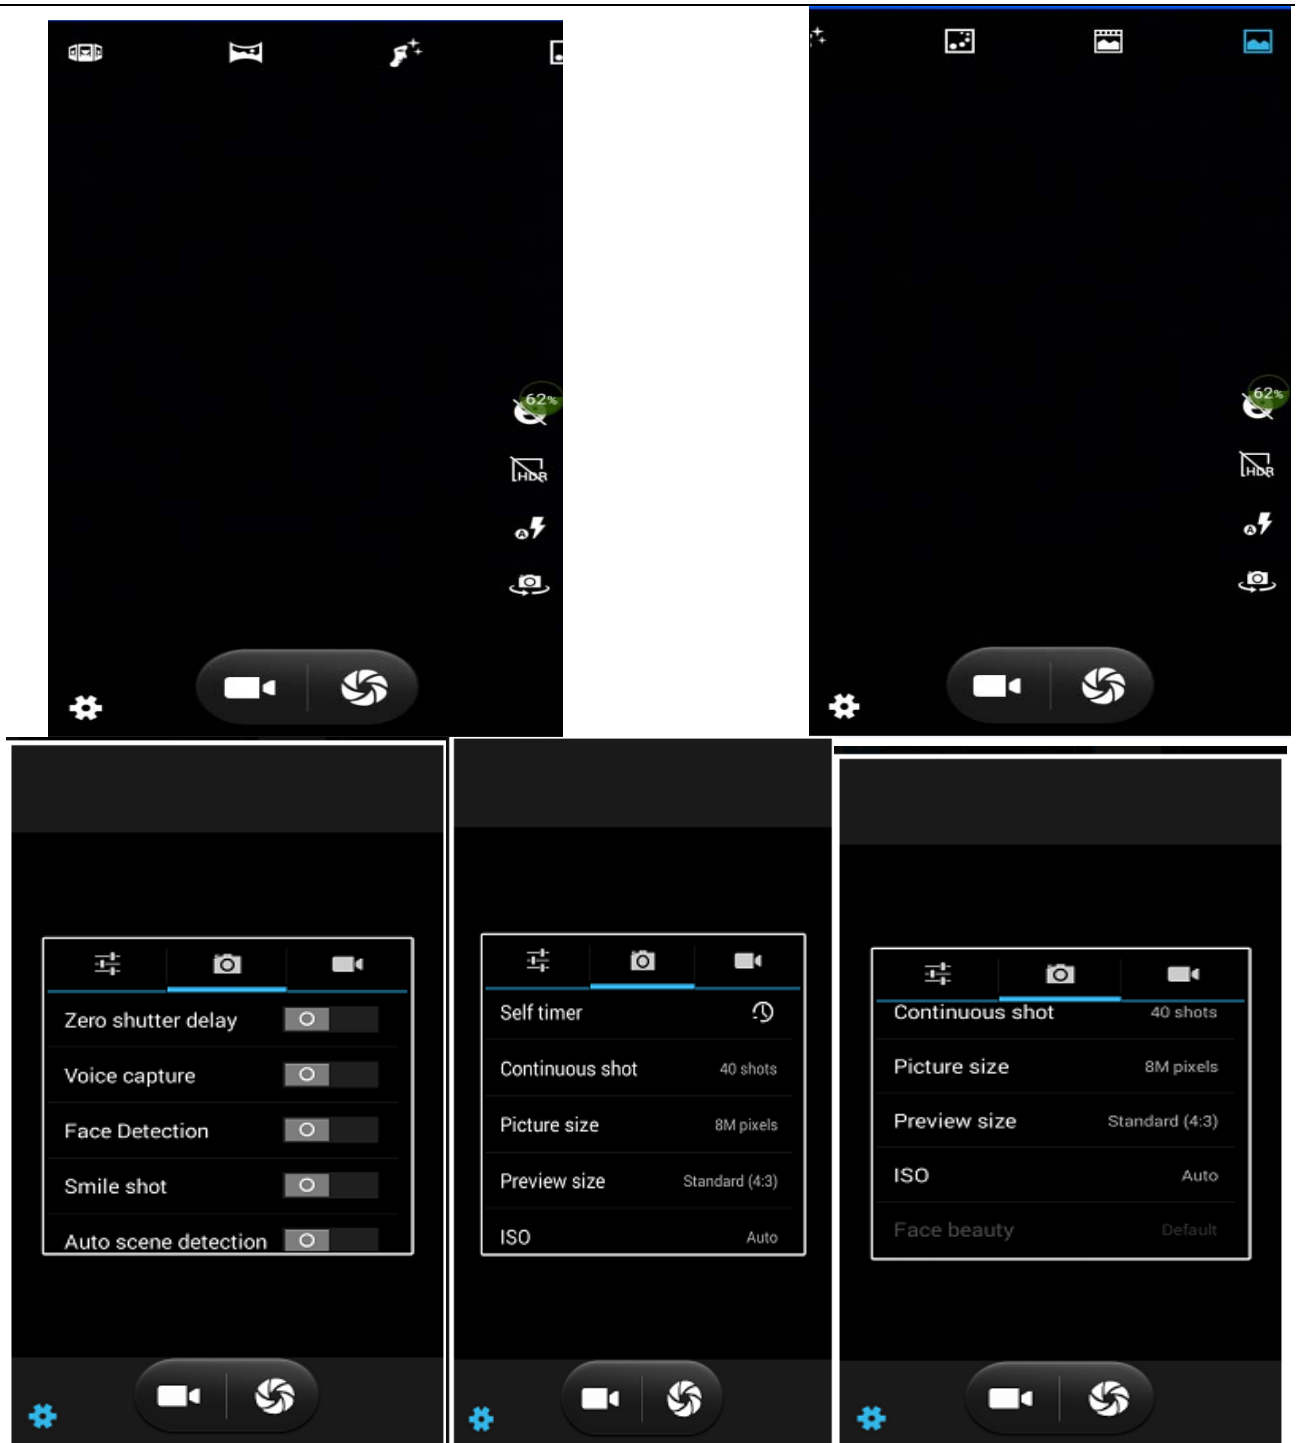 62%
HDR
A
62%
HDR
A
Zero shutter delay
Voice capture
Face Detection
Smile shot
Auto scene detection
Self timer
Continuous shot 40 shots
Picture size 8M pixels
Preview size Standard (4:3)
ISO Auto
Continuous shot 40 shots
Picture size 8M pixels
Preview size Standard (4:3)
ISO Auto
Face beauty Default